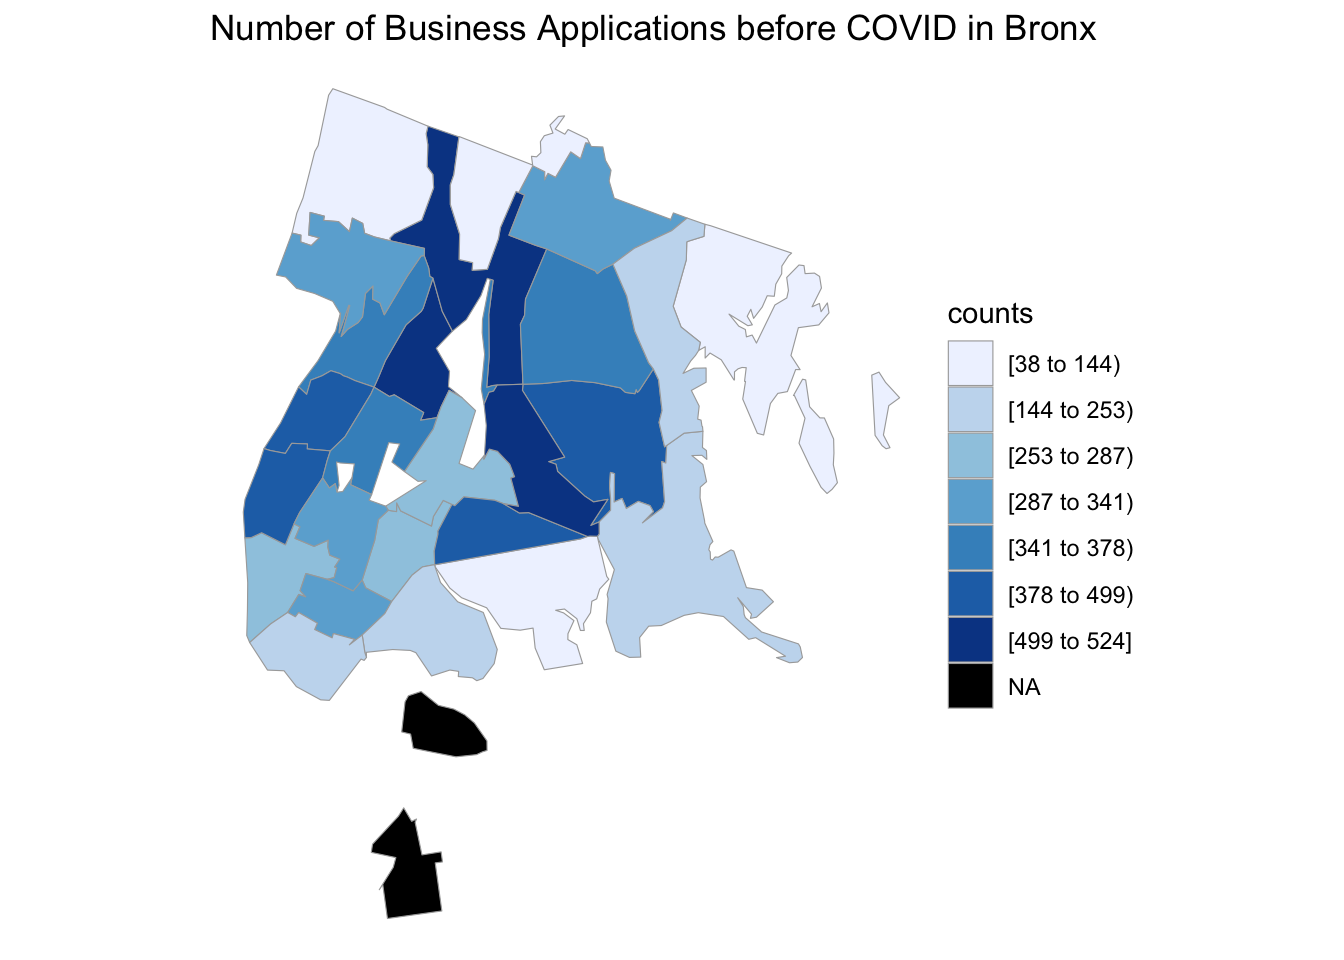 Number of Business Applications before COVID in Bronx
counts
[38 to 144)
[144 to 253)
[253 to 287)
[287 to 341)
[341 to 378)
[378 to 499)
[499 to 524]
NA